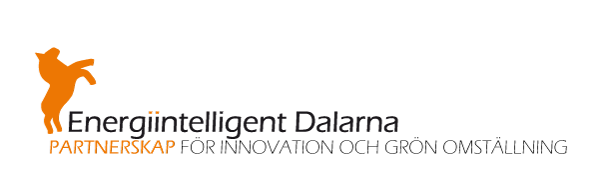 Energiintelligent Dalarna
PARTNERSKAP FÖR INNOVATION OCH GRÖN OMSTÄLLNING